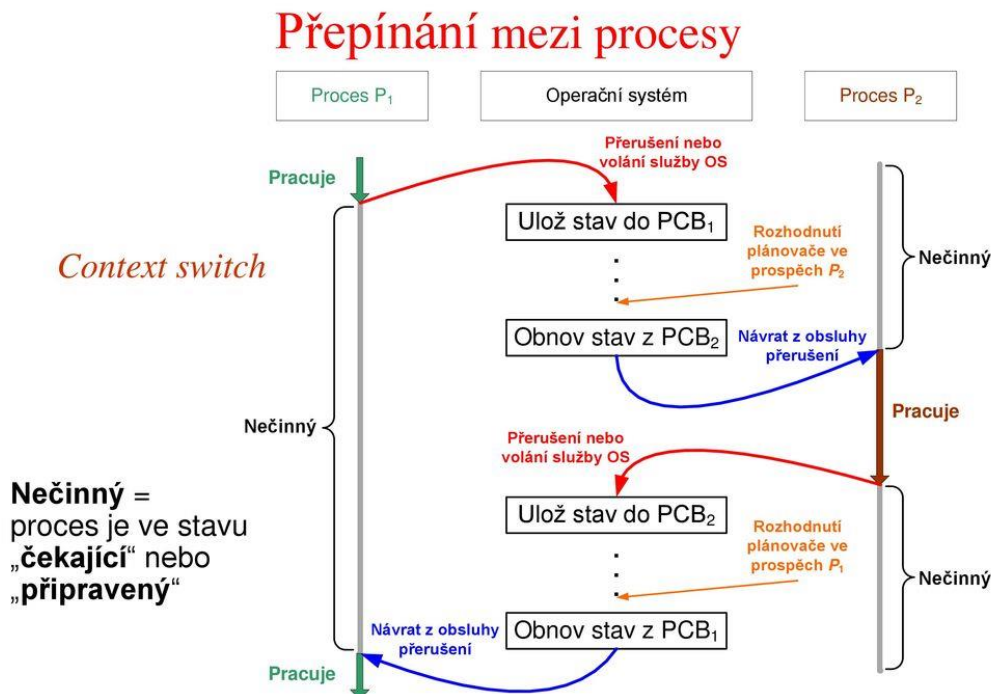 Přepínání mezi procesy
Proces P₁
Operační systém
Proces P₂
Přerušení nebo
volání služby OS
Pracuje
Ulož stav do PCB₁
Context switch
Rozhodnutí
plánovače ve
prospěch P₂
Nečinný
Obnov stav z PCB₂
Návrat z obsluhy
přerušení
Pracuje
Nečinný
Přerušení nebo
volání služby OS
Nečinný =
proces je ve stavu
„čekající“ nebo
„připravený“
Ulož stav do PCB₂
Rozhodnutí
plánovače ve
prospěch P₁
Nečinný
Obnov stav z PCB₁
Návrat z obsluhy
přerušení
Pracuje